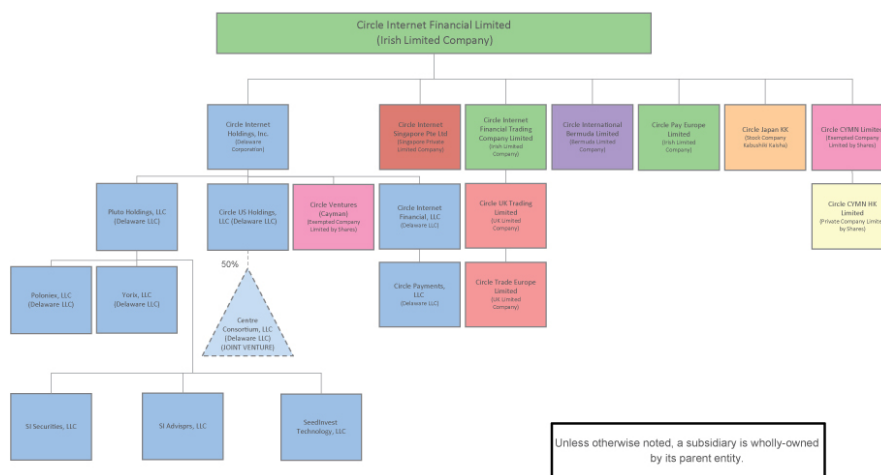 Circle Internet Financial Limited
(Irish Limited Company)
Circle Internet
Holdings, Inc.
(Delaware
Corporation)
Circle Internet
Singapore Pte Ltd
(Singapore Private
Limited Company)
Circle Internet
Financial Trading
Company Limited
(Irish Limited
Company)
Circle International
Bermuda Limited
(Bermuda Limited
Company)
Circle Pay Europe
Limited
(Irish Limited
Company)
Circle Japan KK
(Stock Company
Kabushiki Kaisha)
Circle CYMN Limited
(Exempted Company
Limited by Shares)
Pluto Holdings, LLC
(Delaware LLC)
Circle US Holdings,
LLC (Delaware LLC)
Circle Ventures
(Cayman)
(Exempted Company
Limited by Shares)
Circle Internet
Financial, LLC
(Delaware LLC)
Circle UK Trading
Limited
(UK Limited
Company)
Circle CYMN HK
Limited
(Private Company Limited
by Shares)
50%
Poloniex, LLC
(Delaware LLC)
Yorix, LLC
(Delaware LLC)
Centre
Consortium, LLC
(Delaware LLC)
(JOINT VENTURE)
Circle Payments,
LLC
(Delaware LLC)
Circle Trade Europe
Limited
(UK Limited
Company)
SI Securities, LLC
SI Advisors, LLC
SeedInvest
Technology, LLC
Unless otherwise noted, a subsidiary is wholly-owned
by its parent entity.